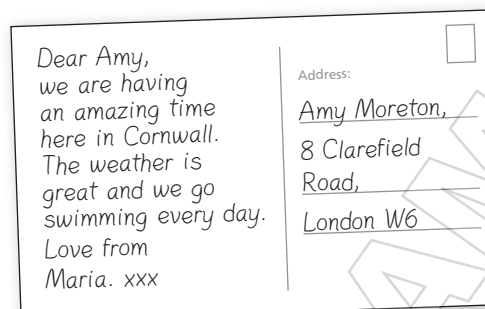 Dear Amy,
we are having
an amazing time
here in Cornwall.
The weather is
great and we go
swimming every day.
Love from
Maria. xxx
Address:
Amy Moreton,
8 Clarefield
Road,
London W6